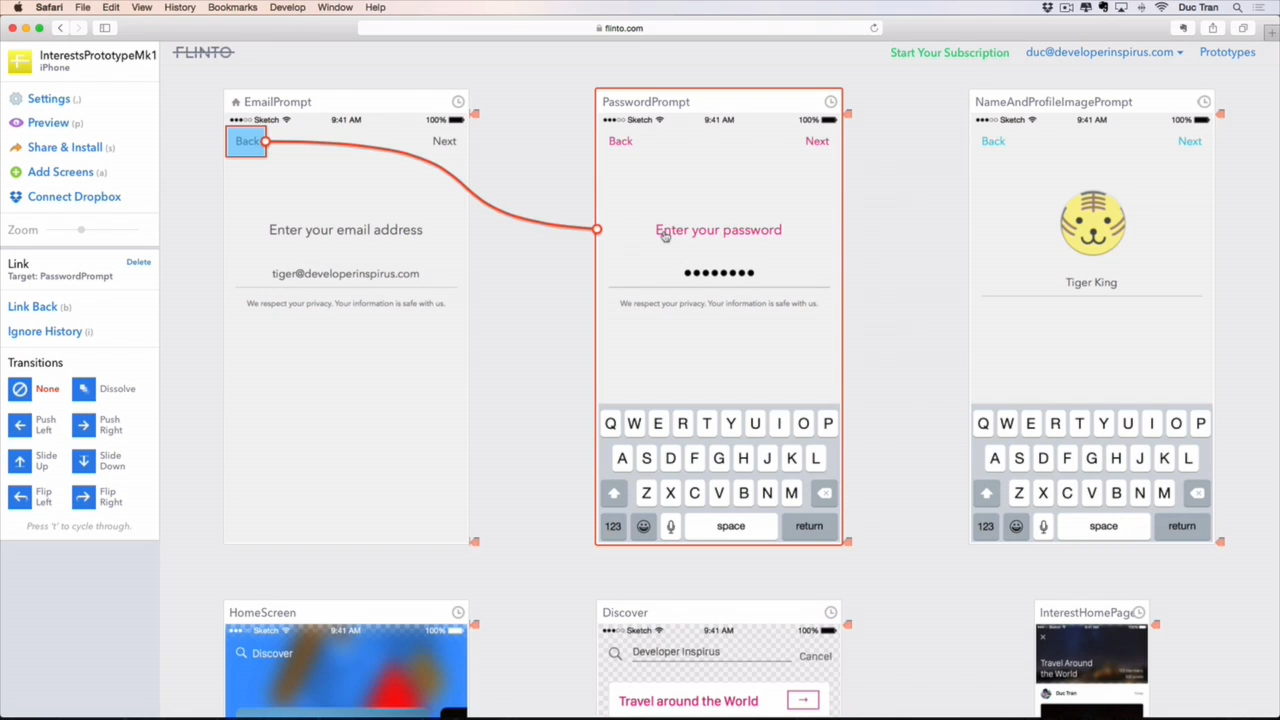 Safari File Edit View History Bookmarks Develop Window Help Duc Tran
flinto.com
InterestsPrototypeMk1
iPhone
FLINTO
Start Your Subscription duc@developerinspirus.com Prototypes
Settings (,)
Preview (p)
Share & Install (s)
Add Screens (a)
Connect Dropbox
Zoom
Link Delete
Target: PasswordPrompt
Link Back (b)
Ignore History (i)
Transitions
None Dissolve
Push Left Push Right
Slide Up Slide Down
Flip Left Flip Right
Press 't' to cycle through.
EmailPrompt
Sketch 9:41 AM 100%
Back Next
Enter your email address
tiger@developerinspirus.com
We respect your privacy. Your information is safe with us.
PasswordPrompt
Sketch 9:41 AM 100%
Back Next
Enter your password
We respect your privacy. Your information is safe with us.
Q W E R T Y U I O P
A S D F G H J K L
Z X C V B N M
123 space return
NameAndProfileImagePrompt
Sketch 9:41 AM 100%
Back Next
Tiger King
Q W E R T Y U I O P
A S D F G H J K L
Z X C V B N M
123 space return
HomeScreen
Sketch 9:41 AM 100%
Discover
Discover
Sketch 9:41 AM 100%
Developer Inspirus Cancel
Travel around the World
InterestHomePage
Travel Around
the World
Duc Tran